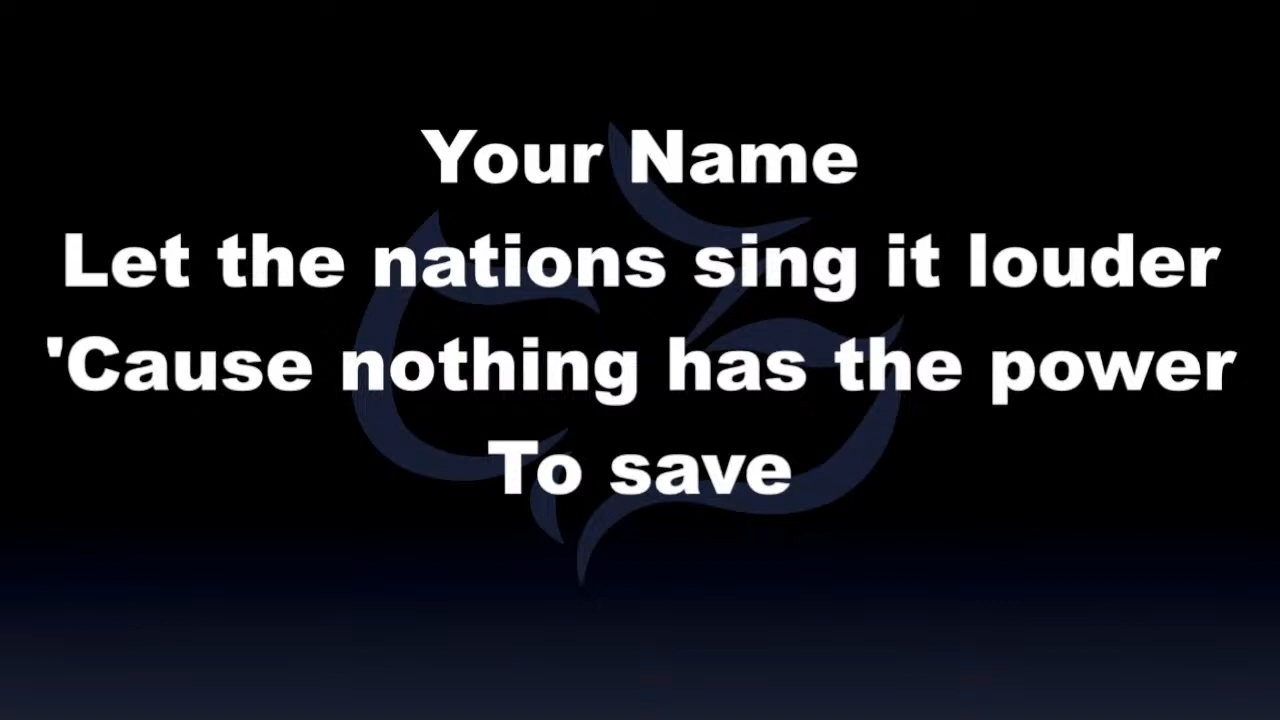 Your Name
Let the nations sing it louder
'Cause nothing has the power
To save